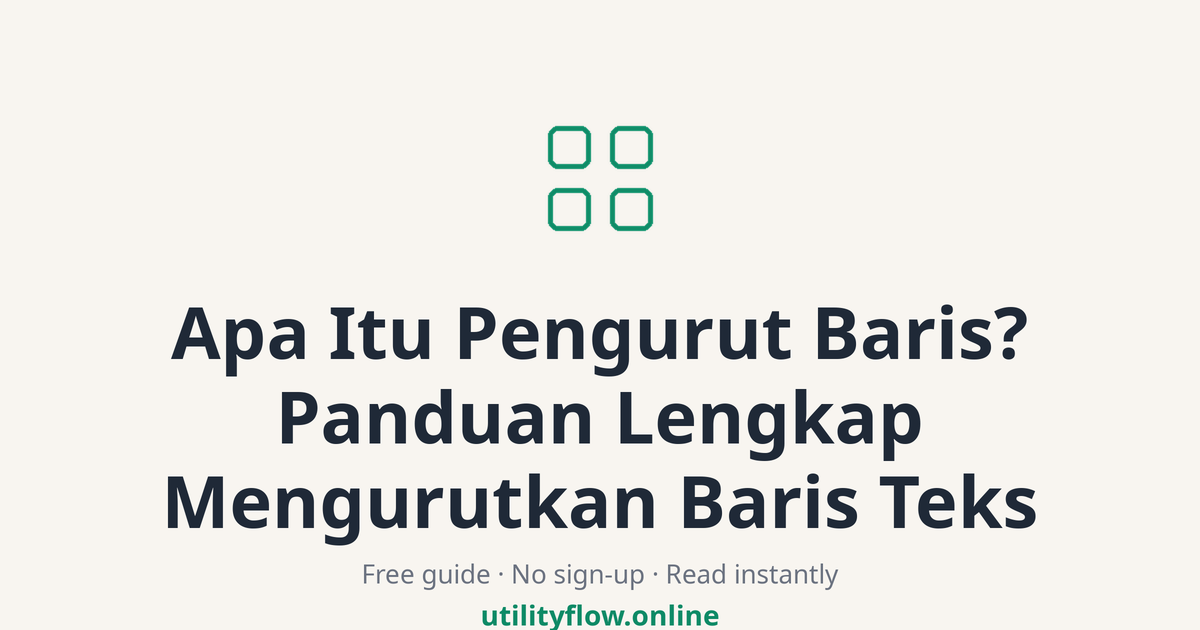 Apa Itu Pengurut Baris?
Panduan Lengkap
Mengurutkan Baris Teks
Free guide · No sign-up · Read instantly
utilityflow.online